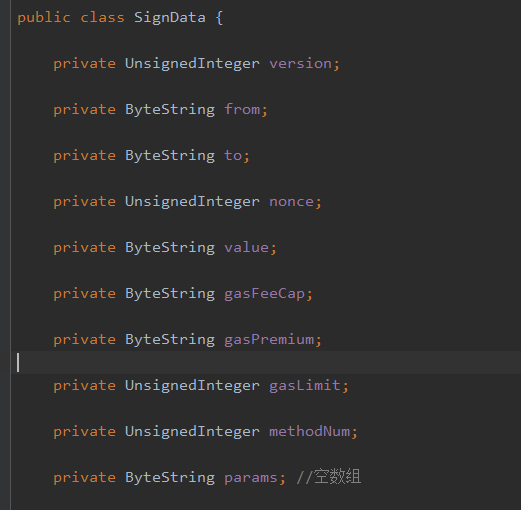 public class SignData {
private UnsignedInteger version;
private ByteString from;
private ByteString to;
private UnsignedInteger nonce;
private ByteString value;
private ByteString gasFeeCap;
private ByteString gasPremium;
private UnsignedInteger gasLimit;
private UnsignedInteger methodNum;
private ByteString params; //空数组